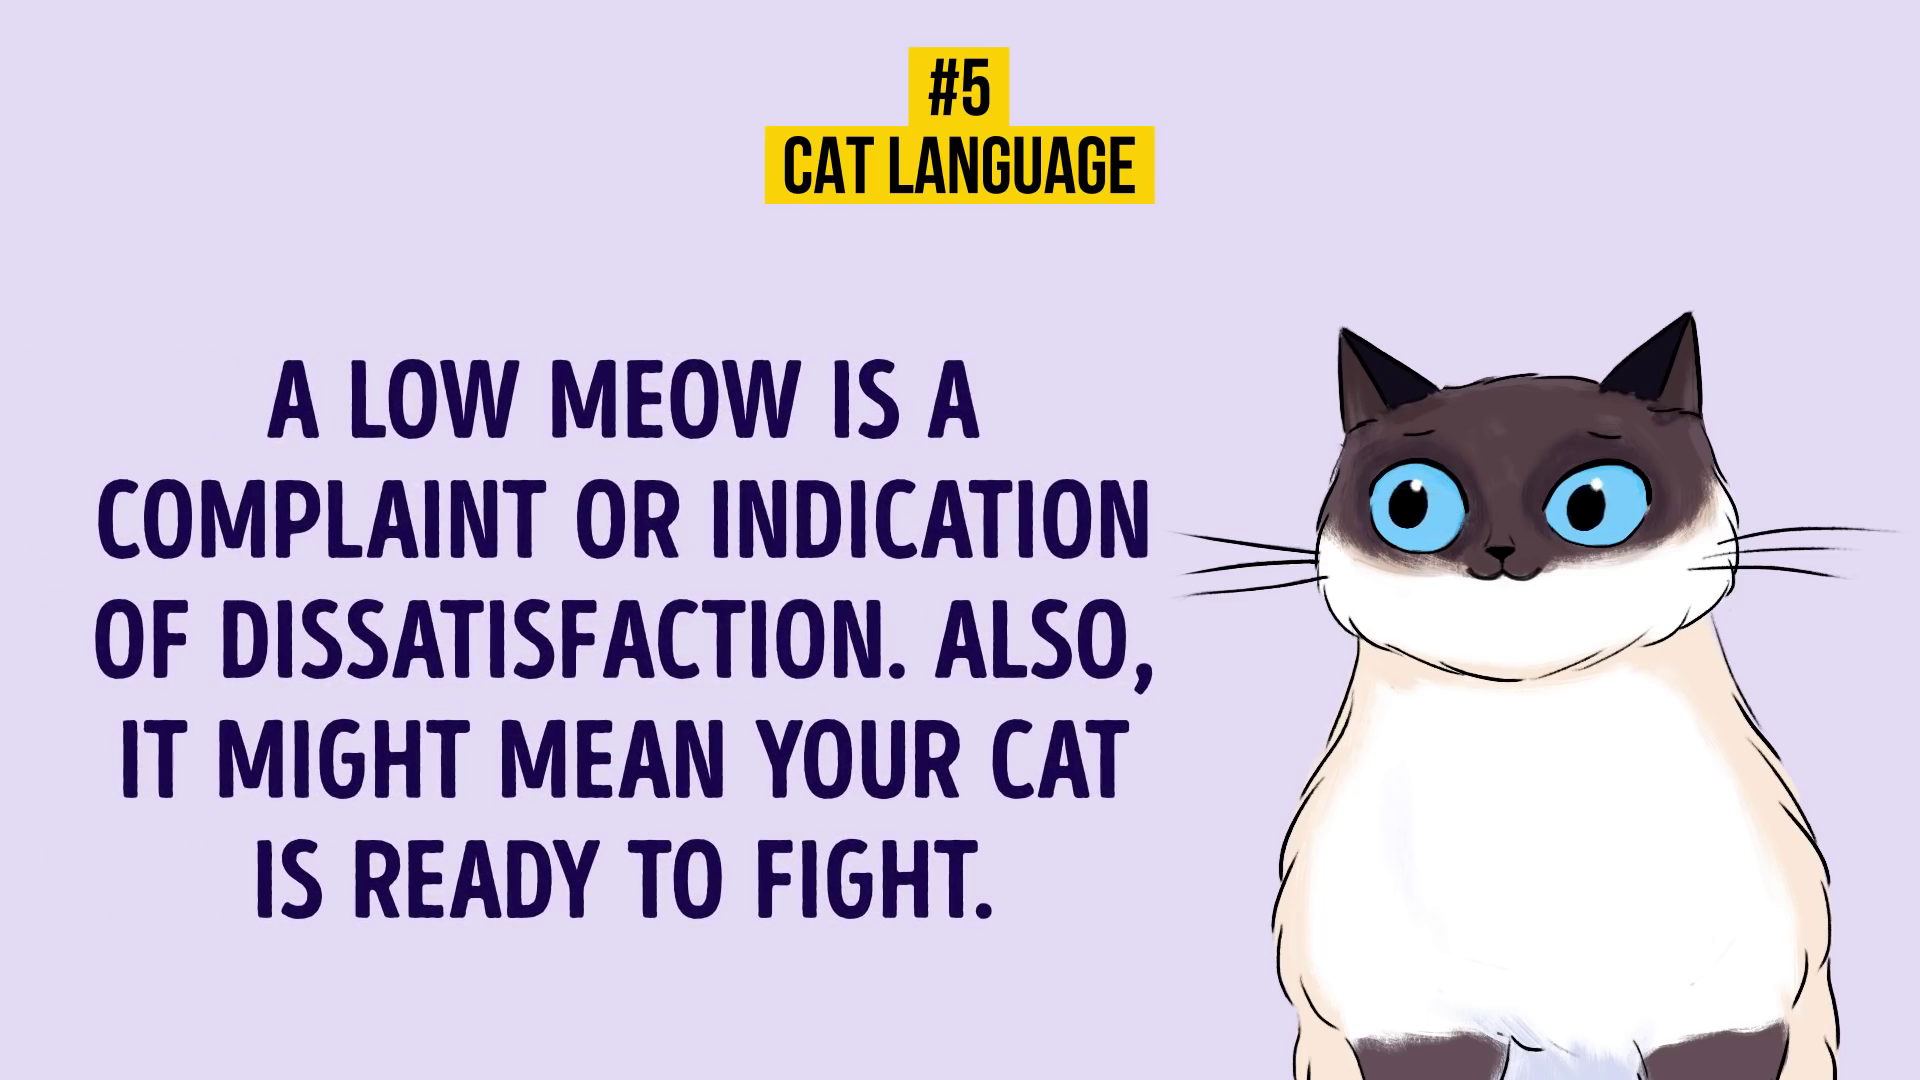 #5
CAT LANGUAGE
A LOW MEOW IS A
COMPLAINT OR INDICATION
OF DISSATISFACTION. ALSO,
IT MIGHT MEAN YOUR CAT
IS READY TO FIGHT.